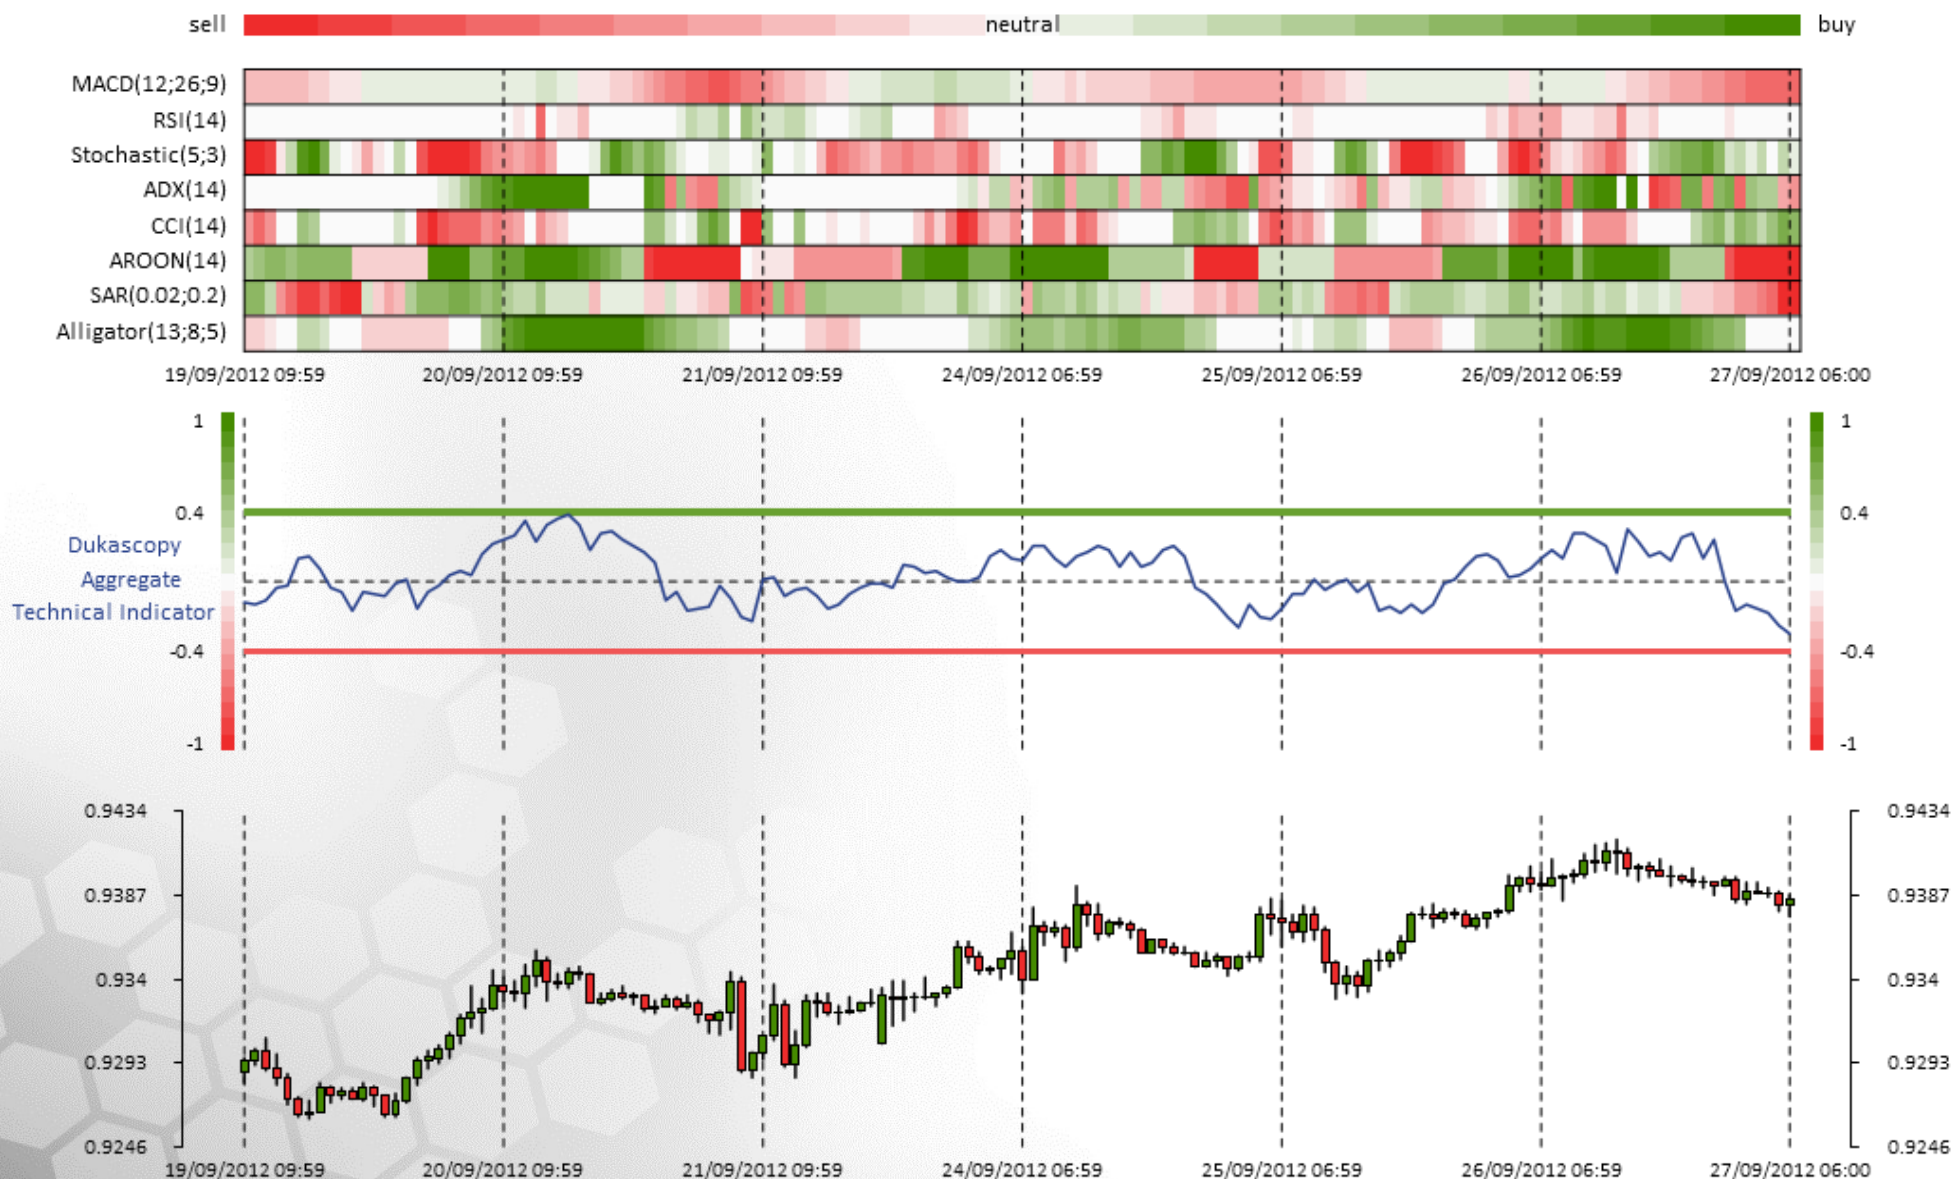 sell neutral buy
MACD(12;26;9)
RSI(14)
Stochastic(5;3)
ADX(14)
CCI(14)
AROON(14)
SAR(0.02;0.2)
Alligator(13;8;5)
19/09/2012 09:59 20/09/2012 09:59 21/09/2012 09:59 24/09/2012 06:59 25/09/2012 06:59 26/09/2012 06:59 27/09/2012 06:00
1 1
0.4 0.4
Dukascopy
Aggregate
Technical Indicator
-0.4 -0.4
-1 -1
0.9434 0.9434
0.9387 0.9387
0.934 0.934
0.9293 0.9293
0.9246 0.9246
19/09/2012 09:59 20/09/2012 09:59 21/09/2012 09:59 24/09/2012 06:59 25/09/2012 06:59 26/09/2012 06:59 27/09/2012 06:00